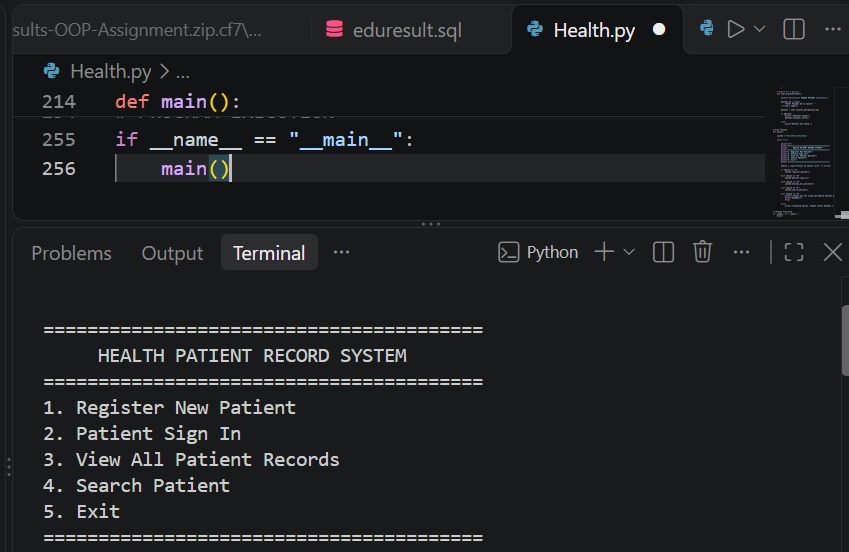 sults-OOP-Assignment.zip.cf7\... eduresult.sql Health.py
Health.py > ...
214 def main():
255 if __name__ == "__main__":
256 main()
Problems Output Terminal ... Python
========================================
HEALTH PATIENT RECORD SYSTEM
========================================
1. Register New Patient
2. Patient Sign In
3. View All Patient Records
4. Search Patient
5. Exit
========================================